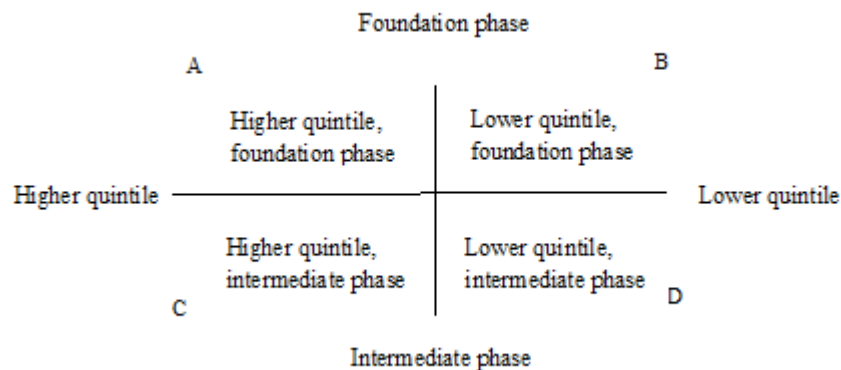 Foundation phase
A
B
Higher quintile,
foundation phase
Lower quintile,
foundation phase
Higher quintile
Lower quintile
Higher quintile,
intermediate phase
Lower quintile,
intermediate phase
C
D
Intermediate phase